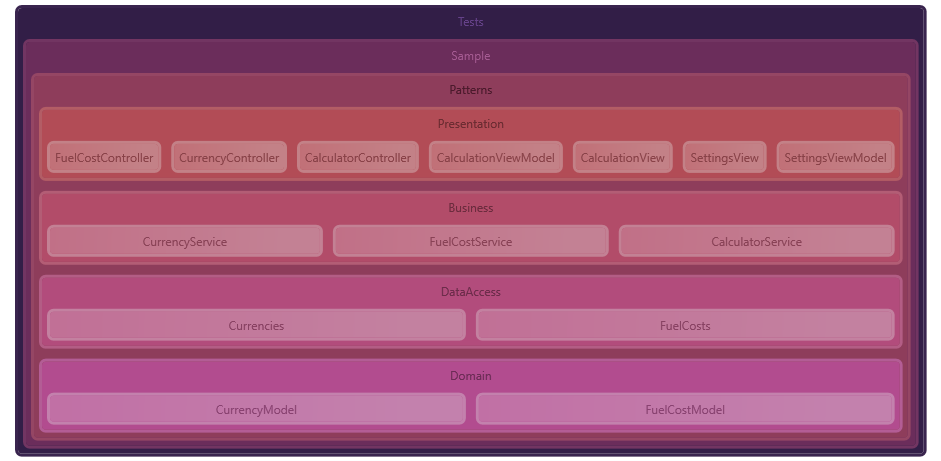 Tests
Sample
Patterns
Presentation
FuelCostController CurrencyController CalculatorController CalculationViewModel CalculationView SettingsView SettingsViewModel
Business
CurrencyService FuelCostService CalculatorService
DataAccess
Currencies FuelCosts
Domain
CurrencyModel FuelCostModel